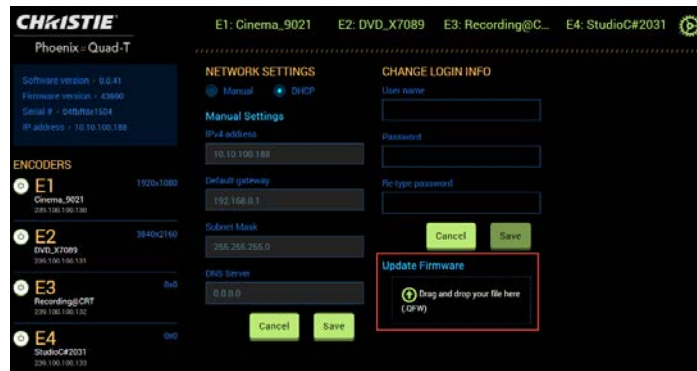 CHRISTIE
Phoenix Quad-T
E1: Cinema_9021 E2: DVD_X7089 E3: Recording@C... E4: StudioC#2031
Software version - 0.0.41
Firmware version - 43690
Serial # -
IP address - 10.10.100.188
ENCODERS
E1 1920x1080
Cinema_9021
239.100.100.130
E2 3840x2160
DVD_X7089
239.100.100.131
E3 0x0
Recording@CRT
239.100.100.132
E4 0x0
StudioC#2031
239.100.100.133
NETWORK SETTINGS
Manual DHCP
Manual Settings
IPv4 address
10.10.100.188
Default gateway
192.168.0.1
Subnet Mask
255.255.255.0
DNS Server
0.0.0.0
Cancel Save
CHANGE LOGIN INFO
User name
Password
Re-type password
Cancel Save
Update Firmware
Drag and drop your file here
(.QFW)